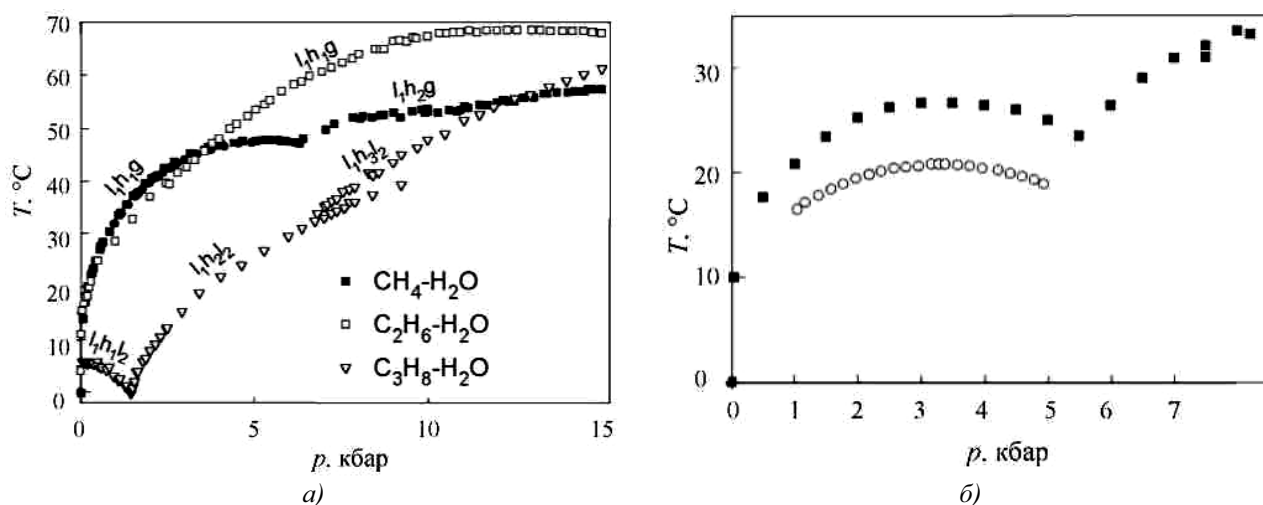 70
60
50
40
30
20
10
0
T. °C
l₁h₁g
l₁h₁g
l₁h₂g
l₁h₃l₂
l₁h₂l₂
l₁h₁l₂
CH₄-H₂O
C₂H₆-H₂O
C₃H₈-H₂O
0 5 10 15
p. кбар
а)
30
20
10
0
T, °C
0 1 2 3 4 5 6 7
p. кбар
б)